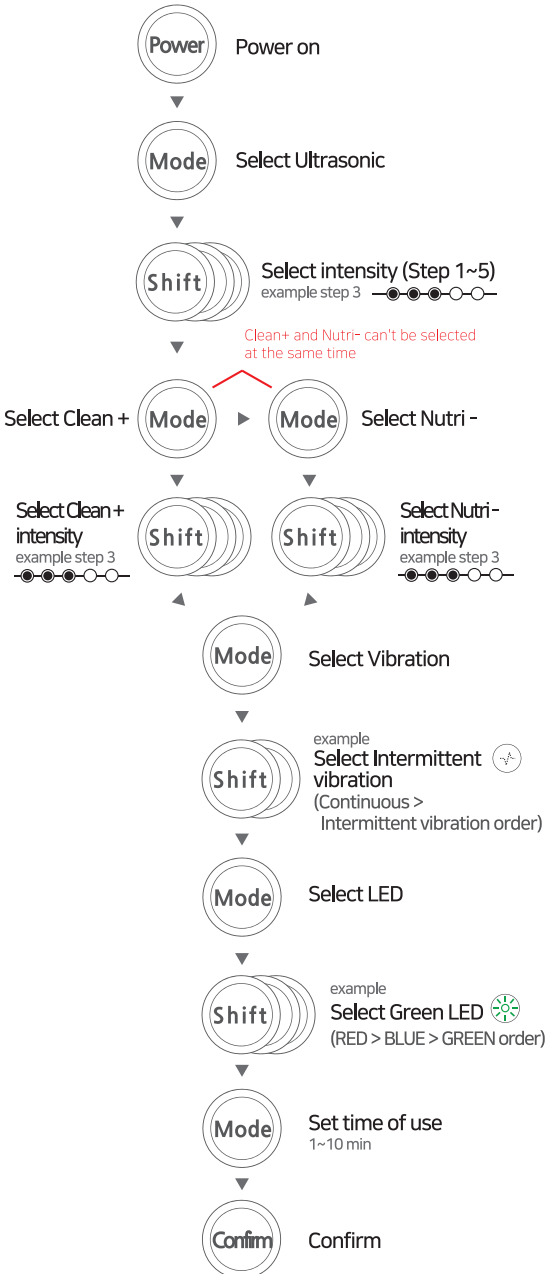 Power
Power on
Mode
Select Ultrasonic
Shift
Select intensity (Step 1~5)
example step 3
Clean+ and Nutri- can't be selected
at the same time
Select Clean +
Mode
Mode
Select Nutri -
Select Clean +
intensity
example step 3
Shift
Shift
Select Nutri -
intensity
example step 3
Mode
Select Vibration
Shift
example
Select Intermittent
vibration
(Continuous >
Intermittent vibration order)
Mode
Select LED
Shift
example
Select Green LED
(RED > BLUE > GREEN order)
Mode
Set time of use
1~10 min
Confirm
Confirm